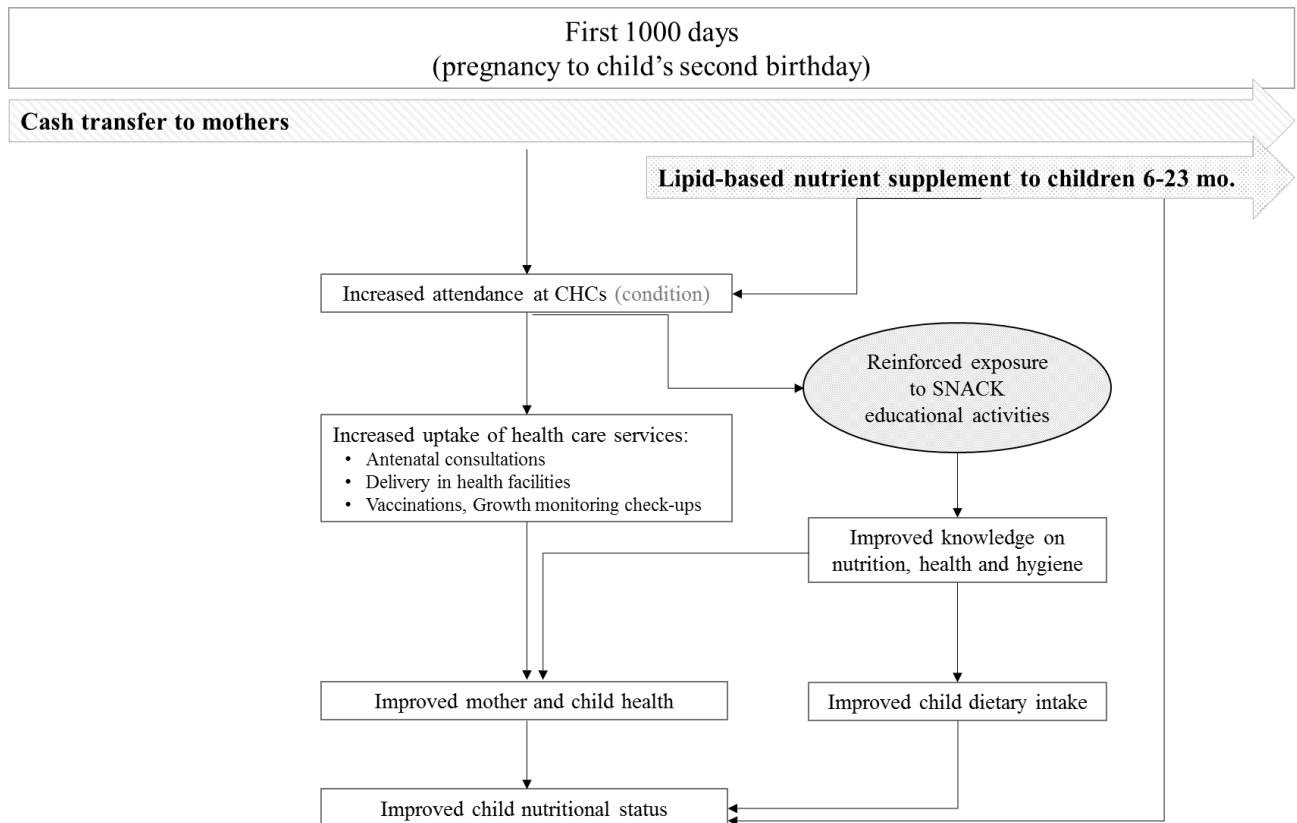 First 1000 days
(pregnancy to child’s second birthday)
Cash transfer to mothers
Lipid-based nutrient supplement to children 6-23 mo.
Increased attendance at CHCs (condition)
Reinforced exposure
to SNACK
educational activities
Increased uptake of health care services:
• Antenatal consultations
• Delivery in health facilities
• Vaccinations, Growth monitoring check-ups
Improved knowledge on
nutrition, health and hygiene
Improved mother and child health
Improved child dietary intake
Improved child nutritional status